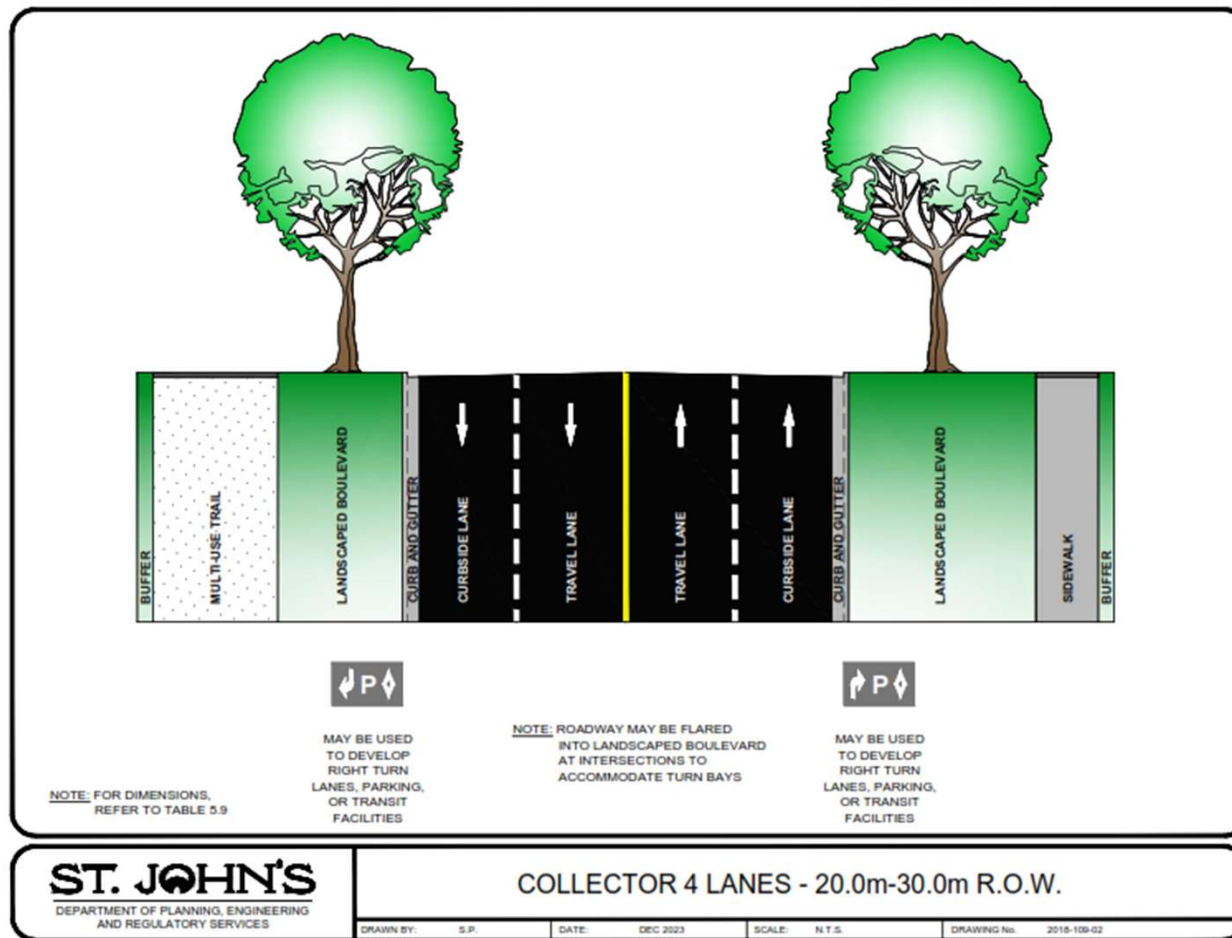 BUFFER
MULTI-USE TRAIL
LANDSCAPED BOULEVARD
CURB AND GUTTER
CURBSIDE LANE
TRAVEL LANE
TRAVEL LANE
CURBSIDE LANE
CURB AND GUTTER
LANDSCAPED BOULEVARD
SIDEWALK
BUFFER
P
P
MAY BE USED
TO DEVELOP
RIGHT TURN
LANES, PARKING,
OR TRANSIT
FACILITIES
NOTE: ROADWAY MAY BE FLARED
INTO LANDSCAPED BOULEVARD
AT INTERSECTIONS TO
ACCOMMODATE TURN BAYS
MAY BE USED
TO DEVELOP
RIGHT TURN
LANES, PARKING,
OR TRANSIT
FACILITIES
NOTE: FOR DIMENSIONS,
REFER TO TABLE 5.9
ST. JOHN'S
DEPARTMENT OF PLANNING, ENGINEERING
AND REGULATORY SERVICES
COLLECTOR 4 LANES - 20.0m-30.0m R.O.W.
DRAWN BY: S.P. DATE: DEC 2023 SCALE: N.T.S. DRAWING No. 2018-109-02